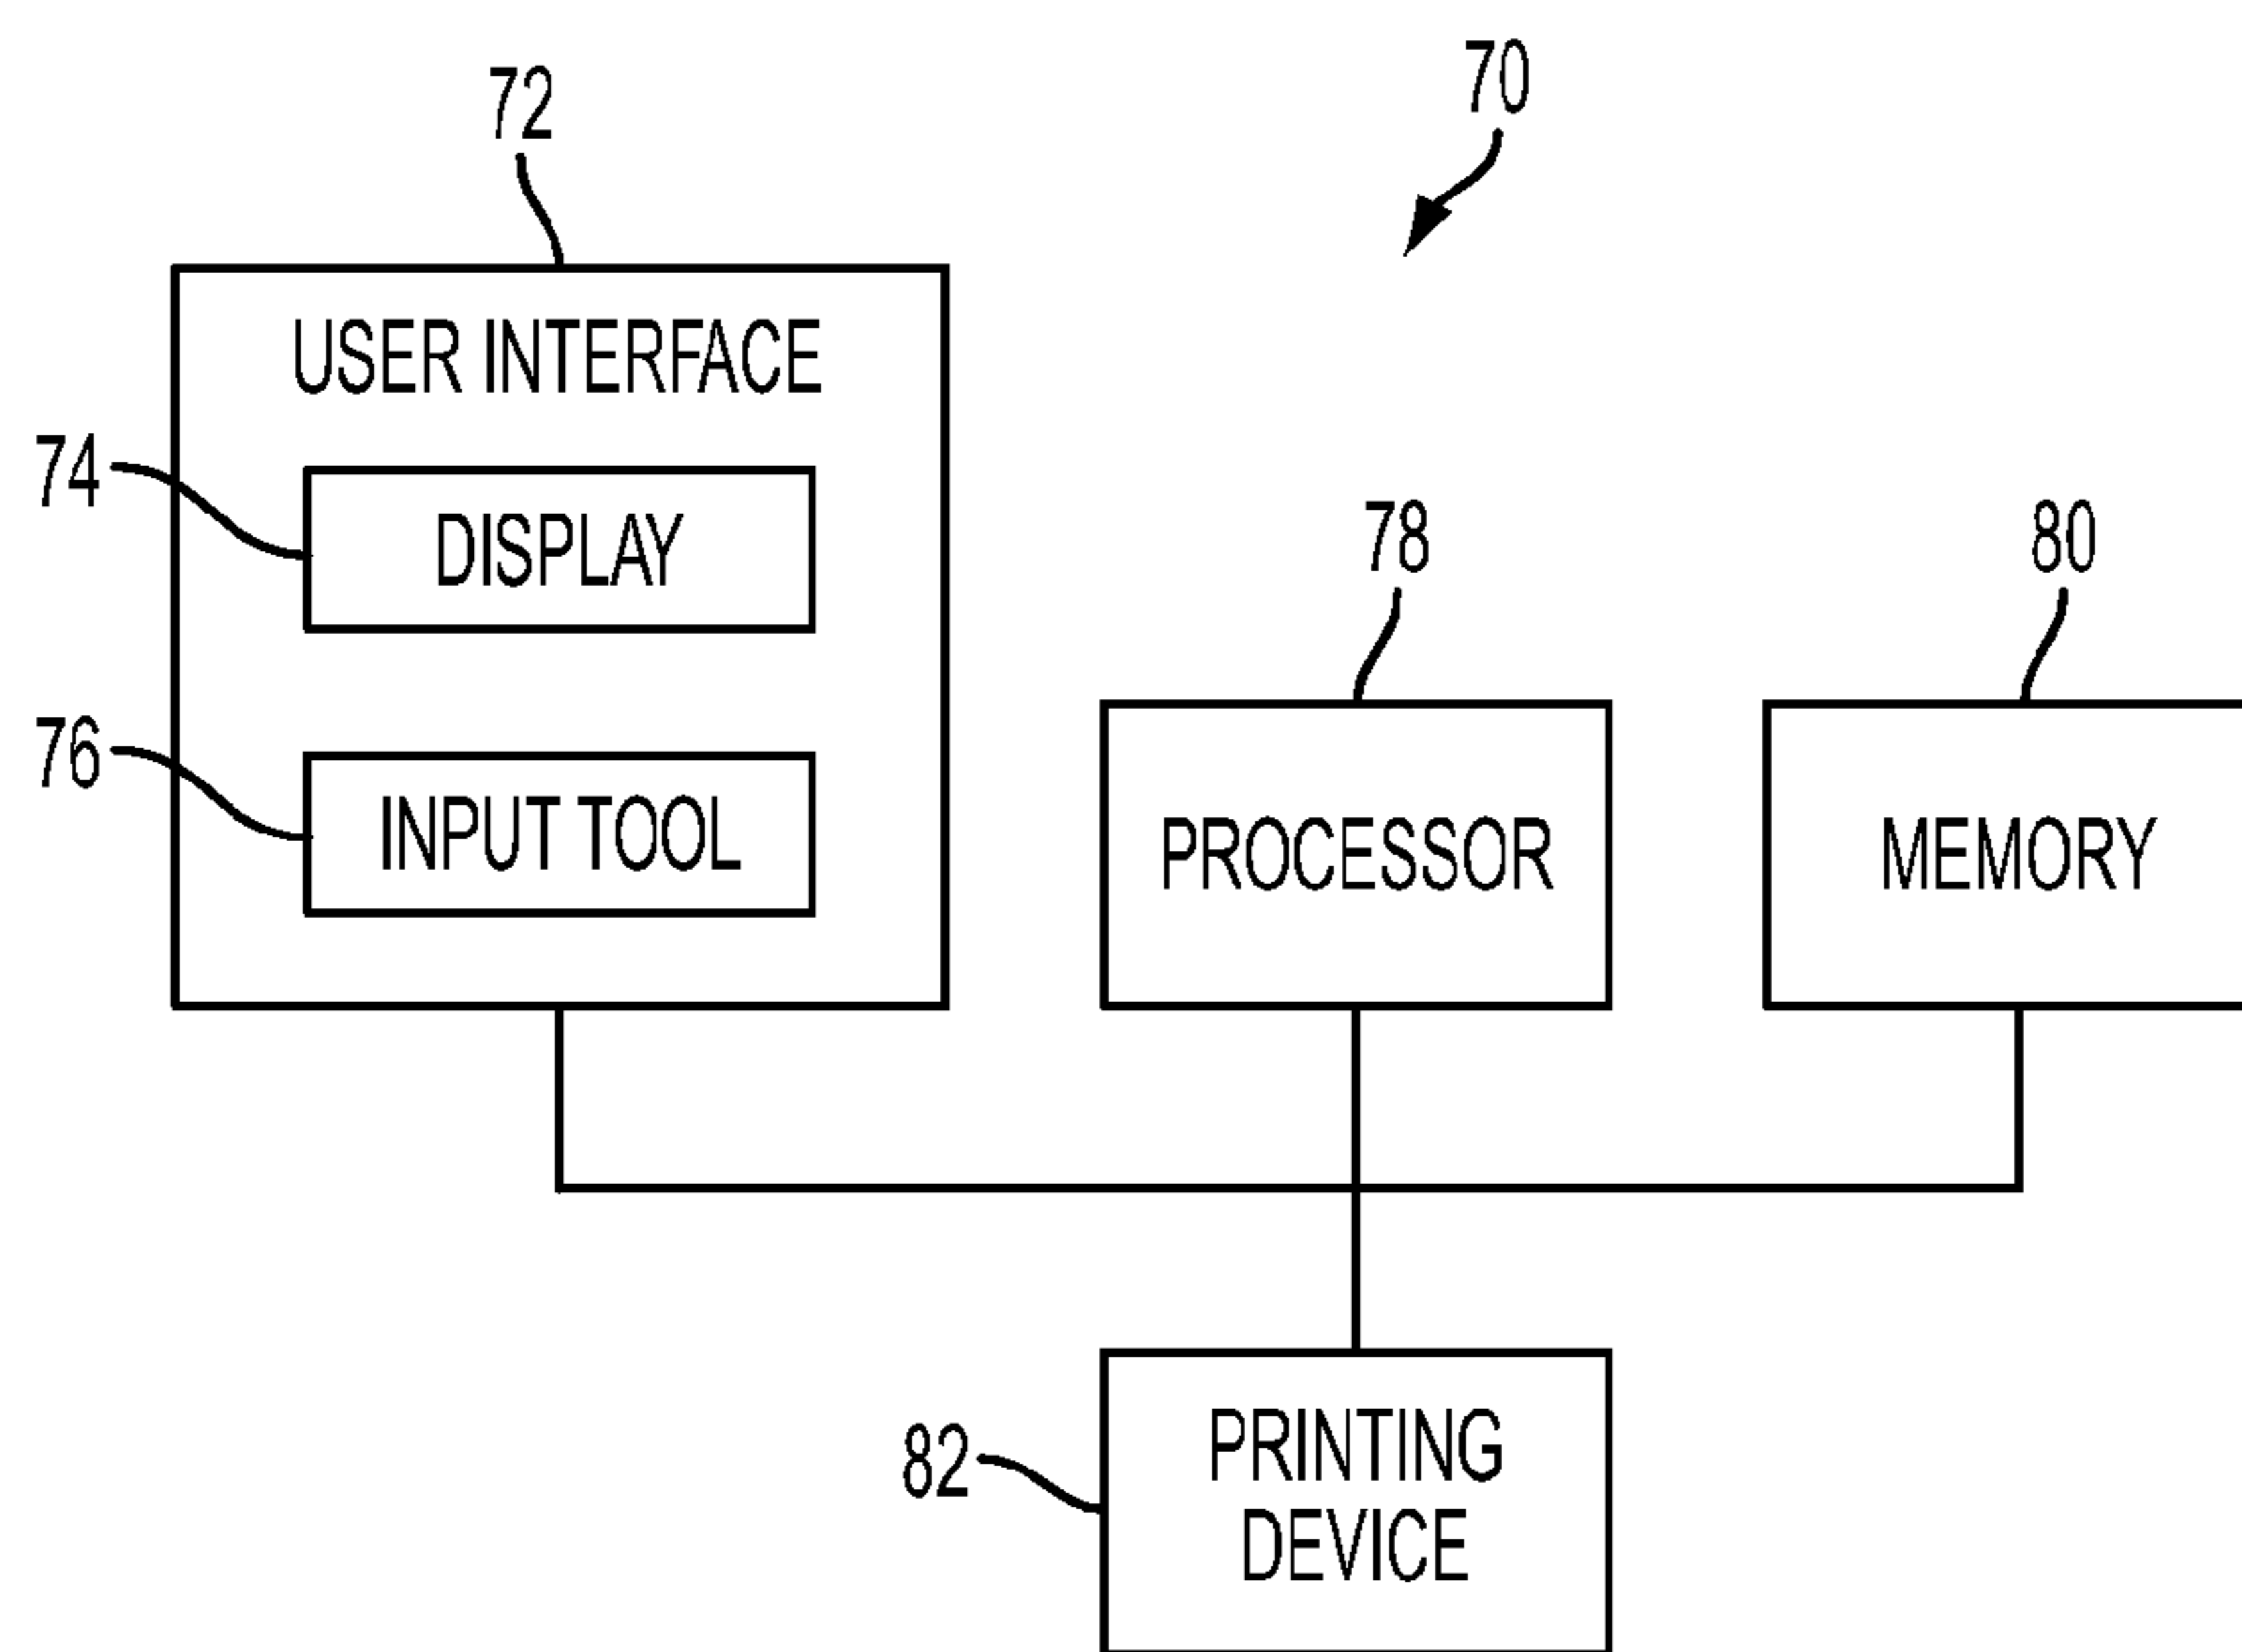 70
72
USER INTERFACE
74
DISPLAY
76
INPUT TOOL
78
PROCESSOR
80
MEMORY
82
PRINTING
DEVICE